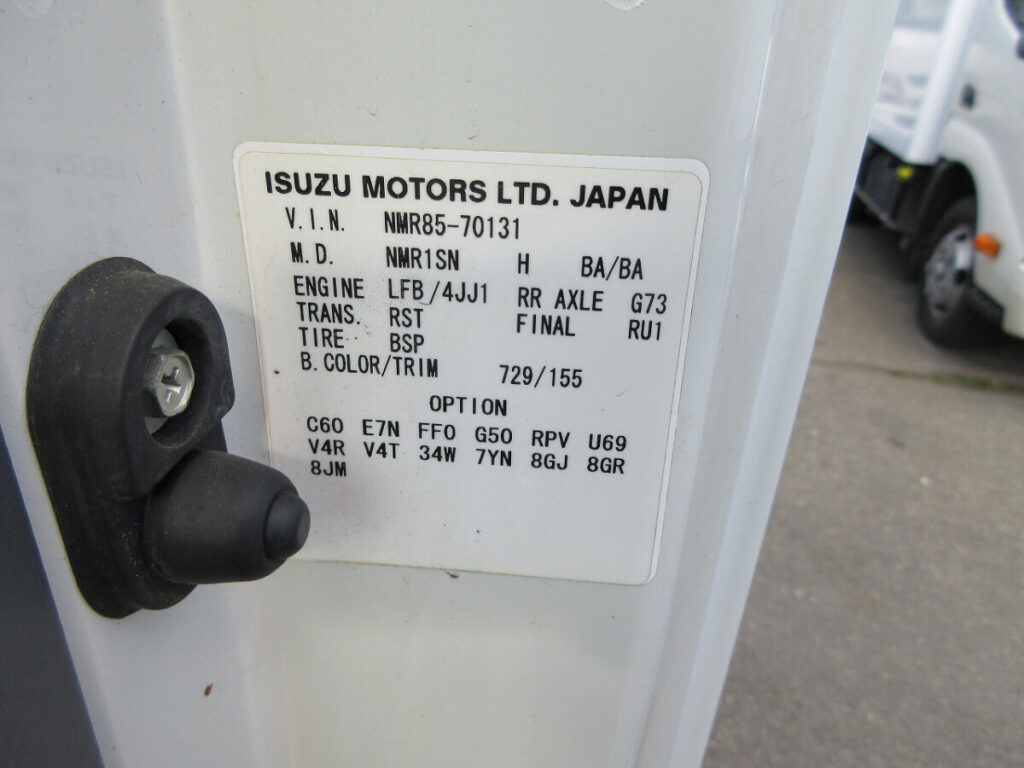 ISUZU MOTORS LTD. JAPAN
V.I.N. NMR85-70131
M.D. NMR1SN H BA/BA
ENGINE LFB/4JJ1 RR AXLE G73
TRANS. RST FINAL RU1
TIRE BSP
B.COLOR/TRIM 729/155
OPTION
C60 E7N FF0 G50 RPV U69
V4R V4T 34W 7YN 8GJ 8GR
8JM